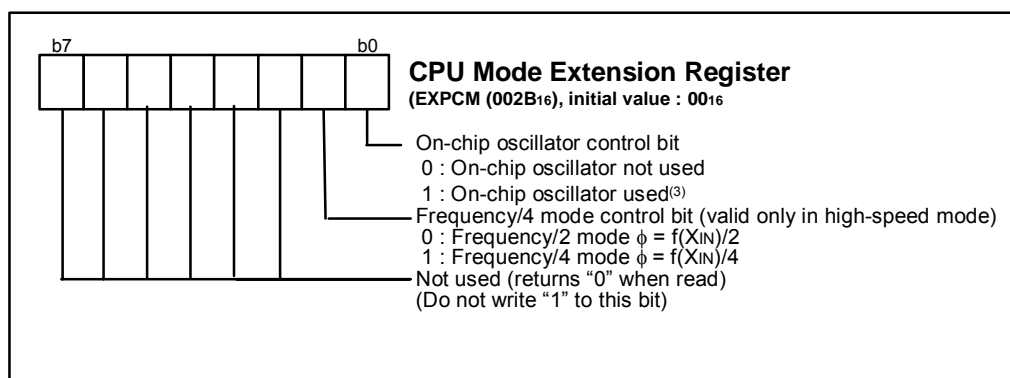 b7 b0
CPU Mode Extension Register
(EXPCM (002B16), initial value : 0016
On-chip oscillator control bit
0 : On-chip oscillator not used
1 : On-chip oscillator used(3)
Frequency/4 mode control bit (valid only in high-speed mode)
0 : Frequency/2 mode ϕ = f(XIN)/2
1 : Frequency/4 mode ϕ = f(XIN)/4
Not used (returns “0” when read)
(Do not write “1” to this bit)